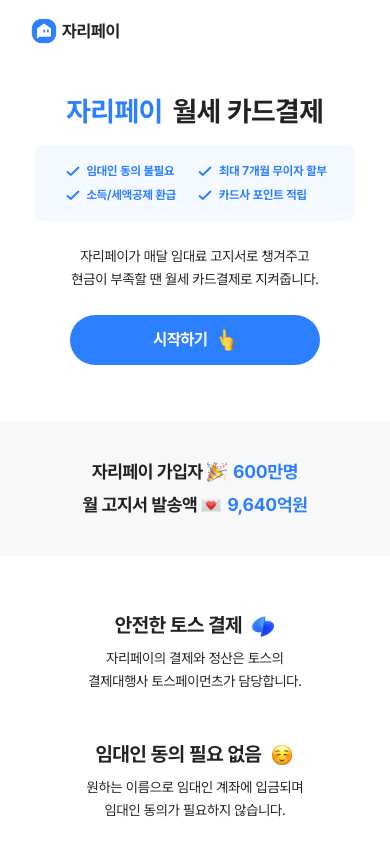 자리페이
자리페이 월세 카드결제
임대인 동의 불필요
최대 7개월 무이자 할부
소득/세액공제 환급
카드사 포인트 적립
자리페이가 매달 임대료 고지서로 챙겨주고
현금이 부족할 땐 월세 카드결제로 지켜줍니다.
시작하기 👆
자리페이 가입자 🎉 600만명
월 고지서 발송액 💌 9,640억원
안전한 토스 결제
자리페이의 결제와 정산은 토스의
결제대행사 토스페이먼츠가 담당합니다.
임대인 동의 필요 없음 ☺️
원하는 이름으로 임대인 계좌에 입금되며
임대인 동의가 필요하지 않습니다.